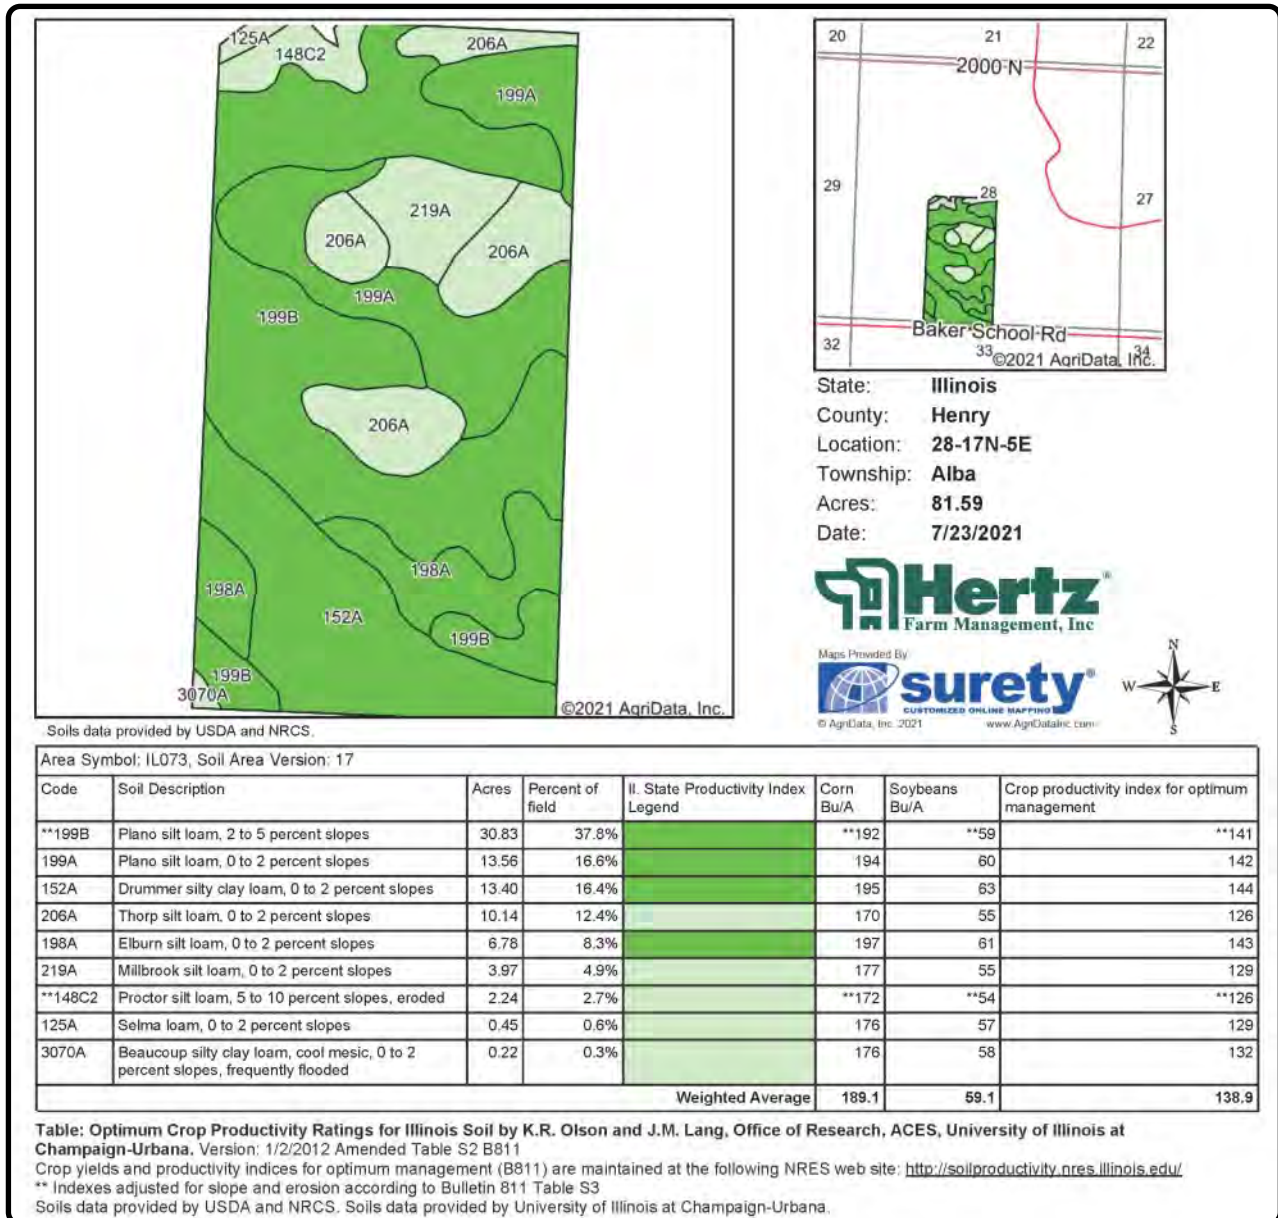 125A
148C2
206A
199A
219A
206A
206A
199A
199B
206A
198A
198A
152A
199B
199B
3070A
©2021 AgriData, Inc.
Soils data provided by USDA and NRCS.
20
21
22
2000 N
29
28
27
Baker School Rd
32
33
34
©2021 AgriData, Inc.
State: Illinois
County: Henry
Location: 28-17N-5E
Township: Alba
Acres: 81.59
Date: 7/23/2021
Hertz®
Farm Management, Inc
Maps Provided By
surety®
CUSTOMIZED ONLINE MAPPING
© AgriData, Inc. 2021 www.AgriDataInc.com
N
W E
S
Area Symbol: IL073, Soil Area Version: 17
Code Soil Description Acres Percent of field II. State Productivity Index Legend Corn Bu/A Soybeans Bu/A Crop productivity index for optimum management
**199B Plano silt loam, 2 to 5 percent slopes 30.83 37.8% **192 **59 **141
199A Plano silt loam, 0 to 2 percent slopes 13.56 16.6% 194 60 142
152A Drummer silty clay loam, 0 to 2 percent slopes 13.40 16.4% 195 63 144
206A Thorp silt loam, 0 to 2 percent slopes 10.14 12.4% 170 55 126
198A Elburn silt loam, 0 to 2 percent slopes 6.78 8.3% 197 61 143
219A Millbrook silt loam, 0 to 2 percent slopes 3.97 4.9% 177 55 129
**148C2 Proctor silt loam, 5 to 10 percent slopes, eroded 2.24 2.7% **172 **54 **126
125A Selma loam, 0 to 2 percent slopes 0.45 0.6% 176 57 129
3070A Beaucoup silty clay loam, cool mesic, 0 to 2 percent slopes, frequently flooded 0.22 0.3% 176 58 132
Weighted Average 189.1 59.1 138.9
Table: Optimum Crop Productivity Ratings for Illinois Soil by K.R. Olson and J.M. Lang, Office of Research, ACES, University of Illinois at
Champaign-Urbana. Version: 1/2/2012 Amended Table S2 B811
Crop yields and productivity indices for optimum management (B811) are maintained at the following NRES web site: http://soilproductivity.nres.illinois.edu/
** Indexes adjusted for slope and erosion according to Bulletin 811 Table S3
Soils data provided by USDA and NRCS. Soils data provided by University of Illinois at Champaign-Urbana.